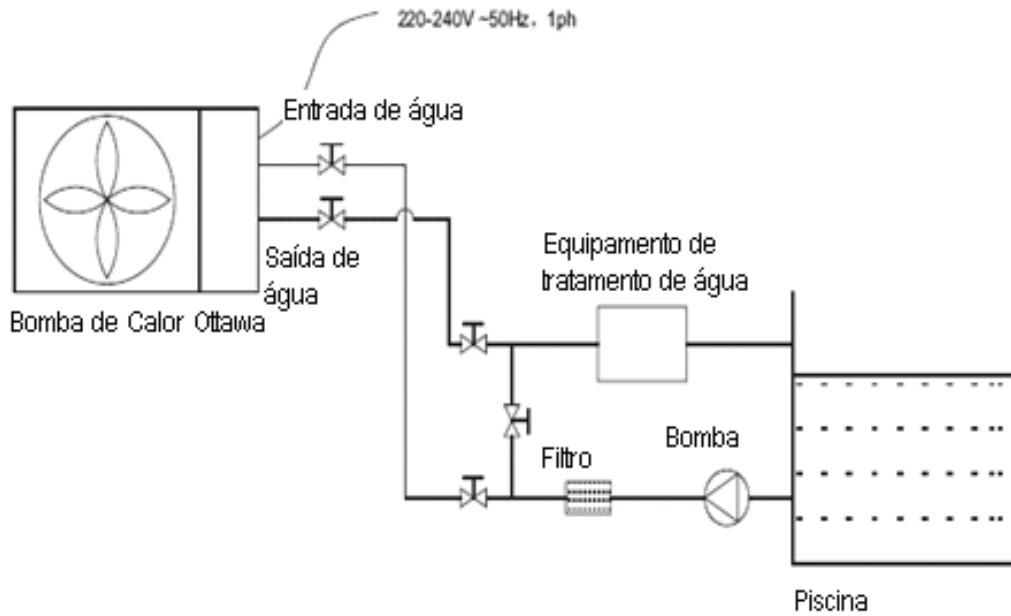 220-240V ~50Hz. 1ph
Entrada de água
Saída de
água
Bomba de Calor Ottawa
Equipamento de
tratamento de água
Bomba
Filtro
Piscina